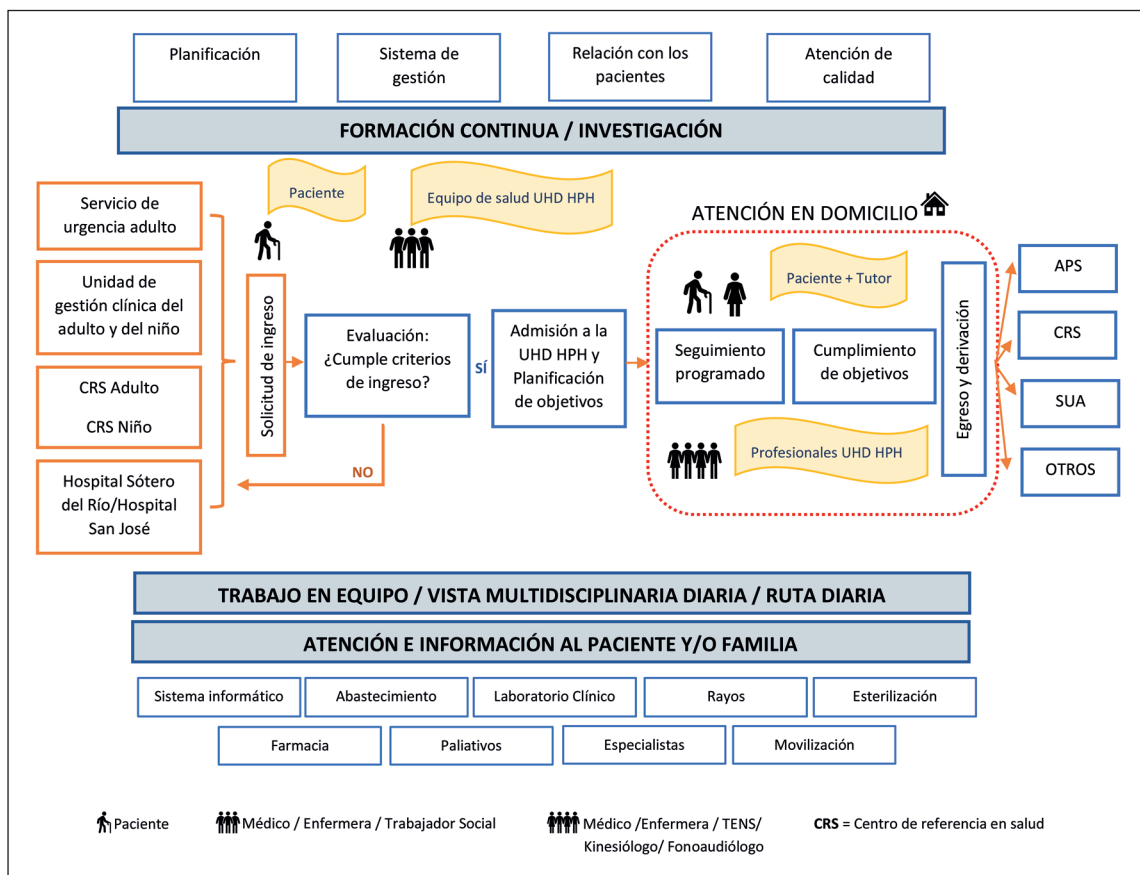 Planificación
Sistema de
gestión
Relación con los
pacientes
Atención de
calidad
FORMACIÓN CONTINUA / INVESTIGACIÓN
Paciente
Equipo de salud UHD HPH
Servicio de
urgencia adulto
Unidad de
gestión clínica del
adulto y del niño
CRS Adulto
CRS Niño
Hospital Sótero
del Río/Hospital
San José
Solicitud de ingreso
Evaluación:
¿Cumple criterios
de ingreso?
SÍ
NO
Admisión a la
UHD HPH y
Planificación
de objetivos
ATENCIÓN EN DOMICILIO
Paciente + Tutor
Seguimiento
programado
Cumplimiento
de objetivos
Profesionales UHD HPH
Egreso y derivación
APS
CRS
SUA
OTROS
TRABAJO EN EQUIPO / VISTA MULTIDISCIPLINARIA DIARIA / RUTA DIARIA
ATENCIÓN E INFORMACIÓN AL PACIENTE Y/O FAMILIA
Sistema informático
Abastecimiento
Laboratorio Clínico
Rayos
Esterilización
Farmacia
Paliativos
Especialistas
Movilización
Paciente
Médico / Enfermera / Trabajador Social
Médico /Enfermera / TENS/
Kinesiólogo/ Fonoaudiólogo
CRS = Centro de referencia en salud